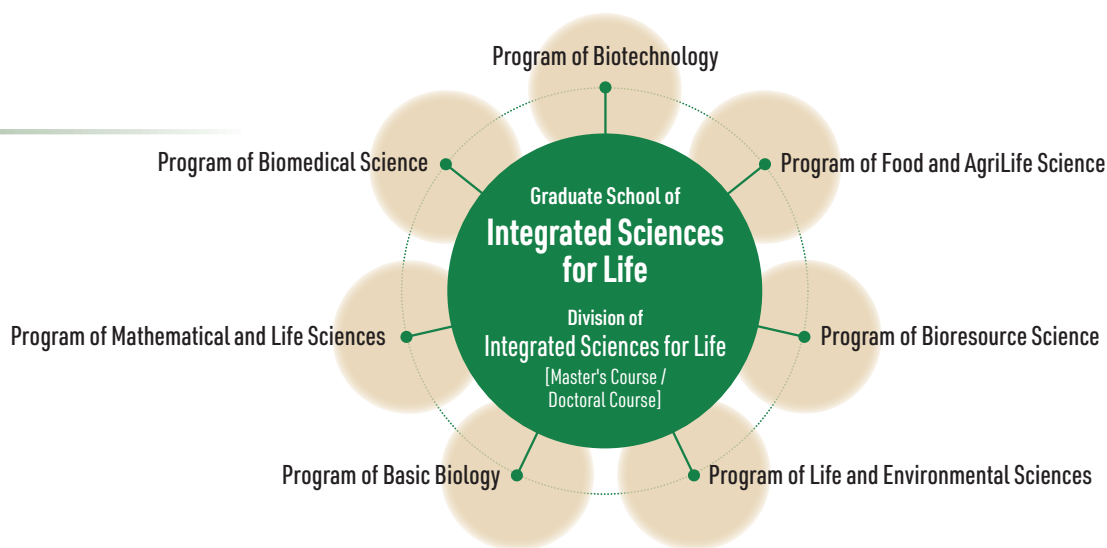 Program of Biotechnology
Program of Biomedical Science
Program of Food and AgriLife Science
Graduate School of
Integrated Sciences
for Life
Division of
Integrated Sciences for Life
[Master's Course /
Doctoral Course]
Program of Mathematical and Life Sciences
Program of Bioresource Science
Program of Basic Biology
Program of Life and Environmental Sciences